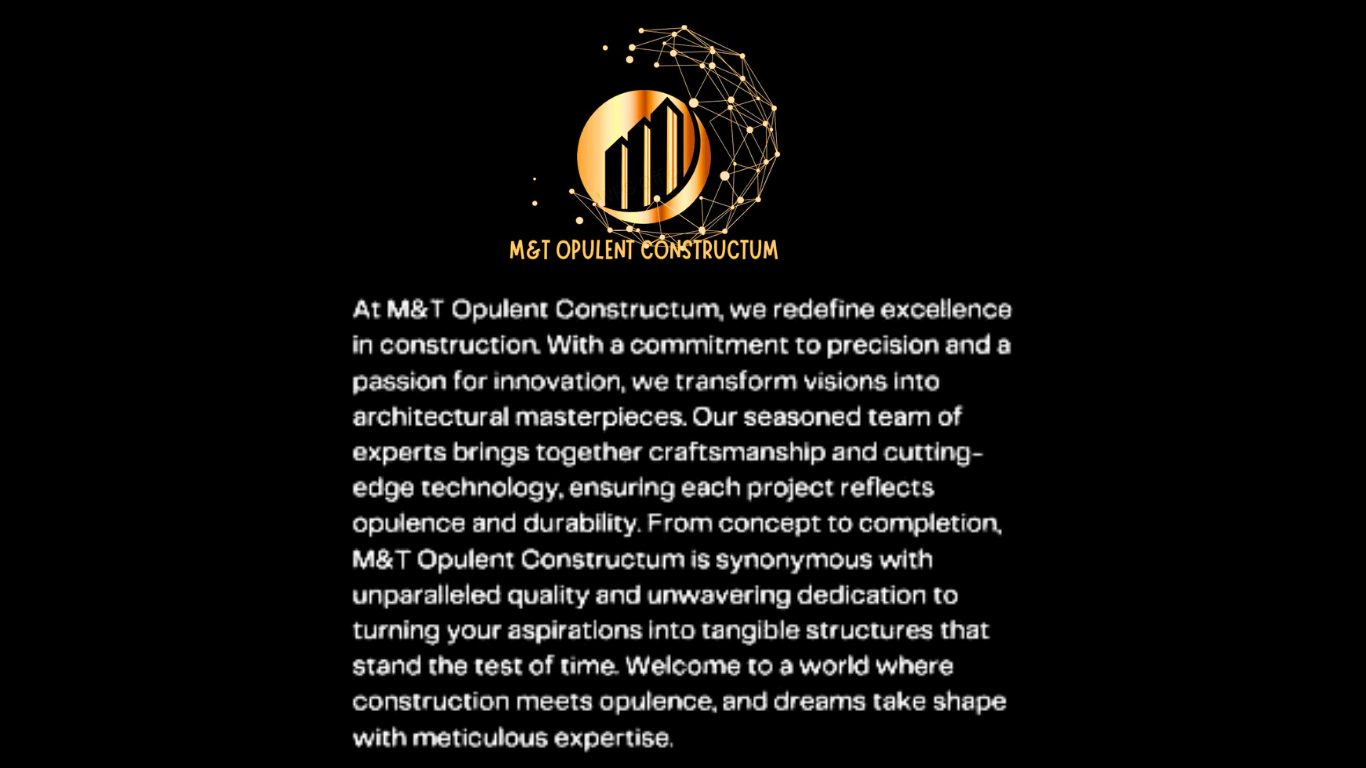 M&T OPULENT CONSTRUCTUM
At M&T Opulent Constructum, we redefine excellence
in construction. With a commitment to precision and a
passion for innovation, we transform visions into
architectural masterpieces. Our seasoned team of
experts brings together craftsmanship and cutting-
edge technology, ensuring each project reflects
opulence and durability. From concept to completion,
M&T Opulent Constructum is synonymous with
unparalleled quality and unwavering dedication to
turning your aspirations into tangible structures that
stand the test of time. Welcome to a world where
construction meets opulence, and dreams take shape
with meticulous expertise.